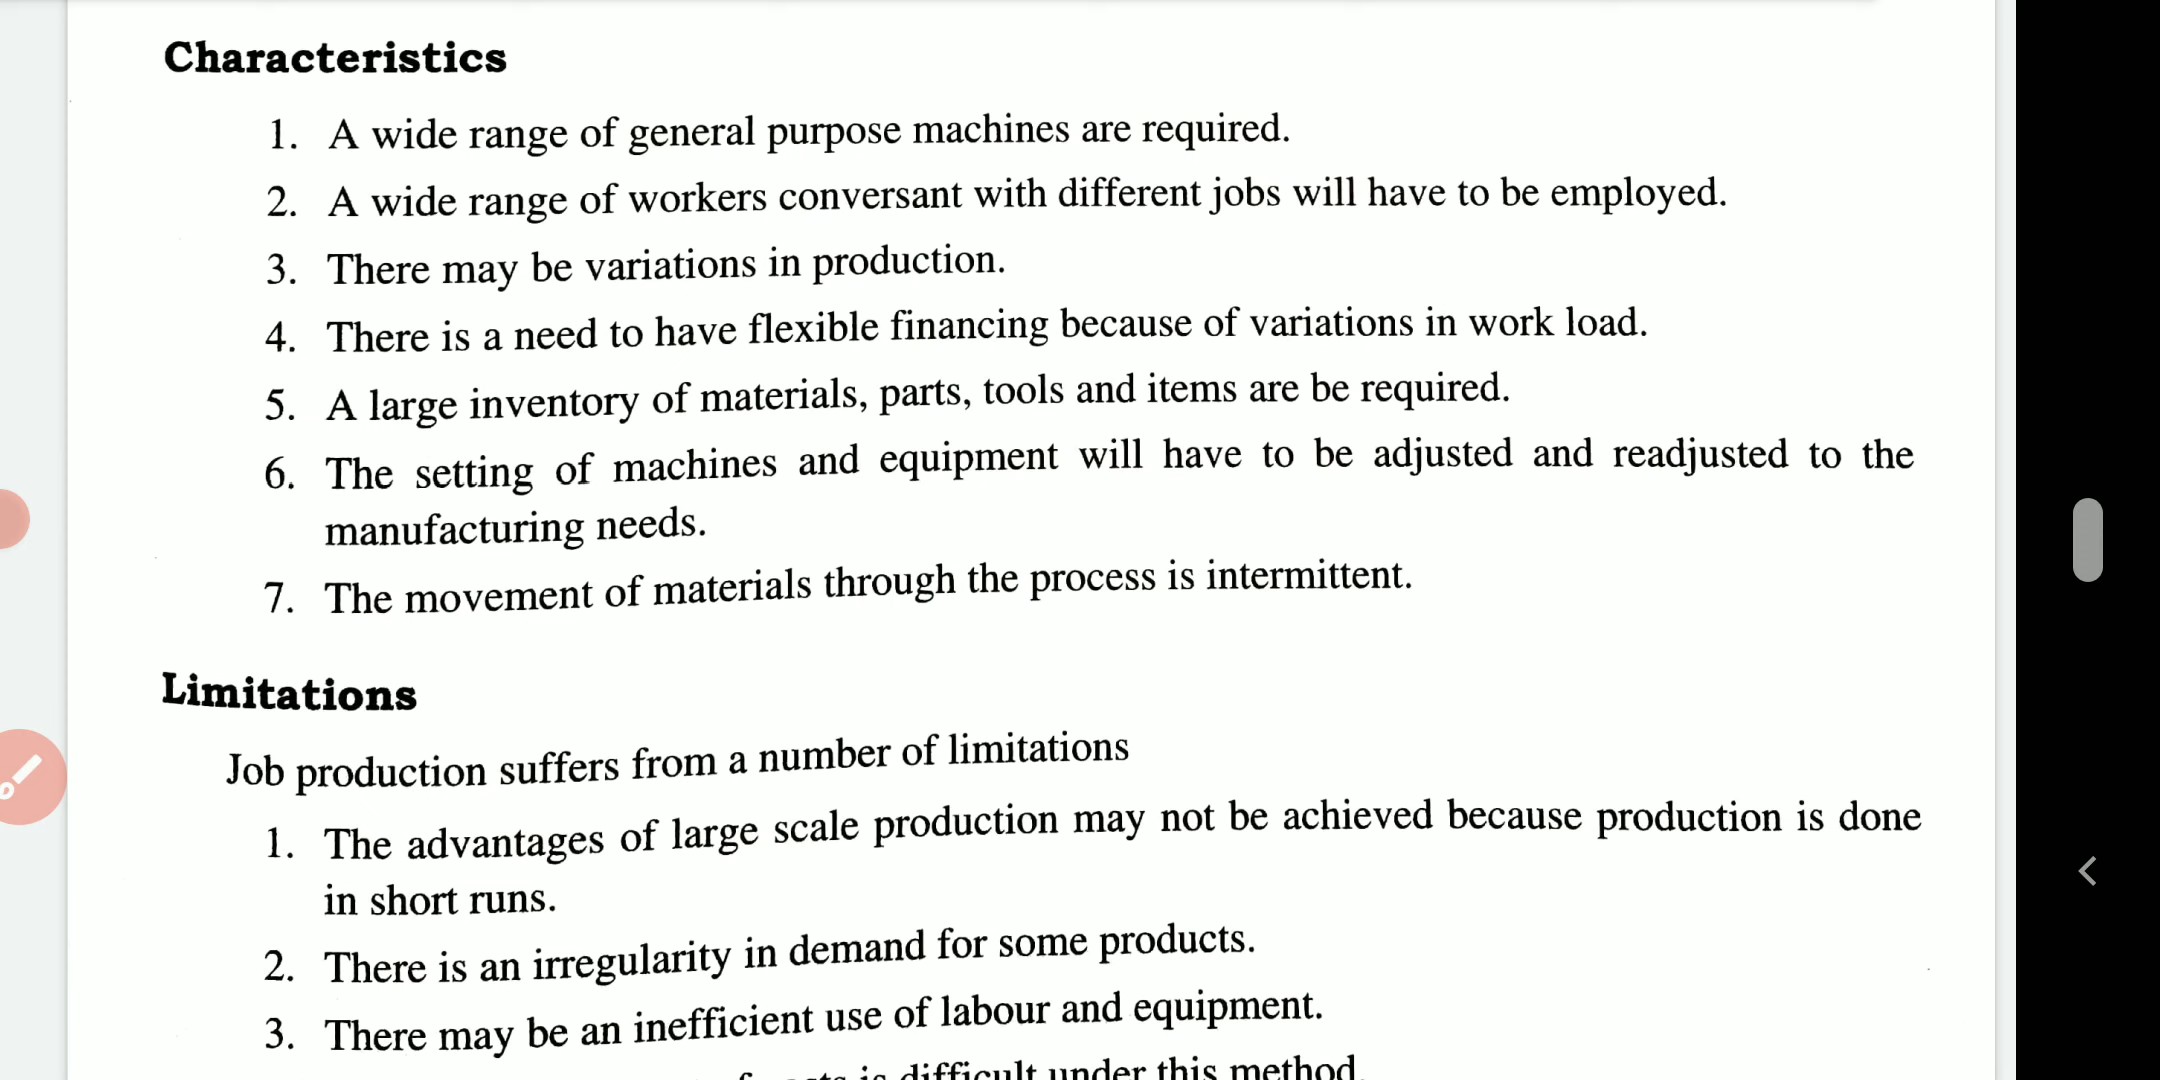 Characteristics
1. A wide range of general purpose machines are required.
2. A wide range of workers conversant with different jobs will have to be employed.
3. There may be variations in production.
4. There is a need to have flexible financing because of variations in work load.
5. A large inventory of materials, parts, tools and items are be required.
6. The setting of machines and equipment will have to be adjusted and readjusted to the
manufacturing needs.
7. The movement of materials through the process is intermittent.
Limitations
Job production suffers from a number of limitations
1. The advantages of large scale production may not be achieved because production is done
in short runs.
2. There is an irregularity in demand for some products.
3. There may be an inefficient use of labour and equipment.
is difficult under this method.